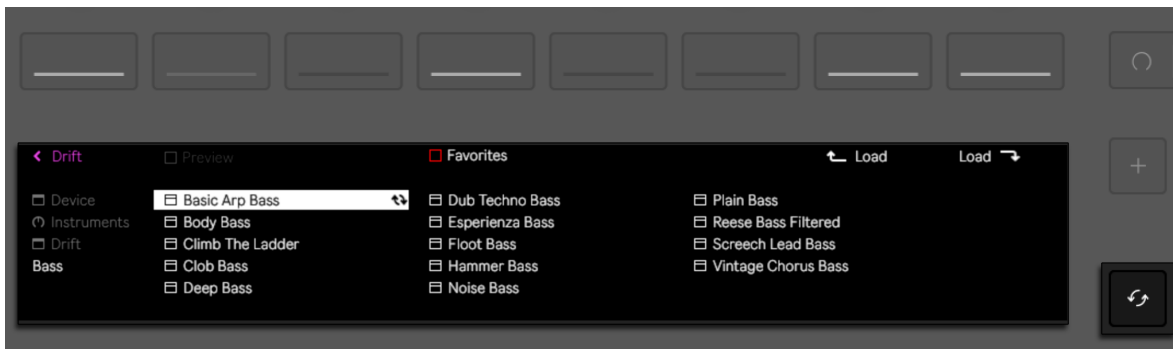 Drift
Preview
Favorites
Load
Load
Device
Instruments
Drift
Bass
Basic Arp Bass
Body Bass
Climb The Ladder
Clob Bass
Deep Bass
Dub Techno Bass
Esperienza Bass
Floot Bass
Hammer Bass
Noise Bass
Plain Bass
Reese Bass Filtered
Screech Lead Bass
Vintage Chorus Bass